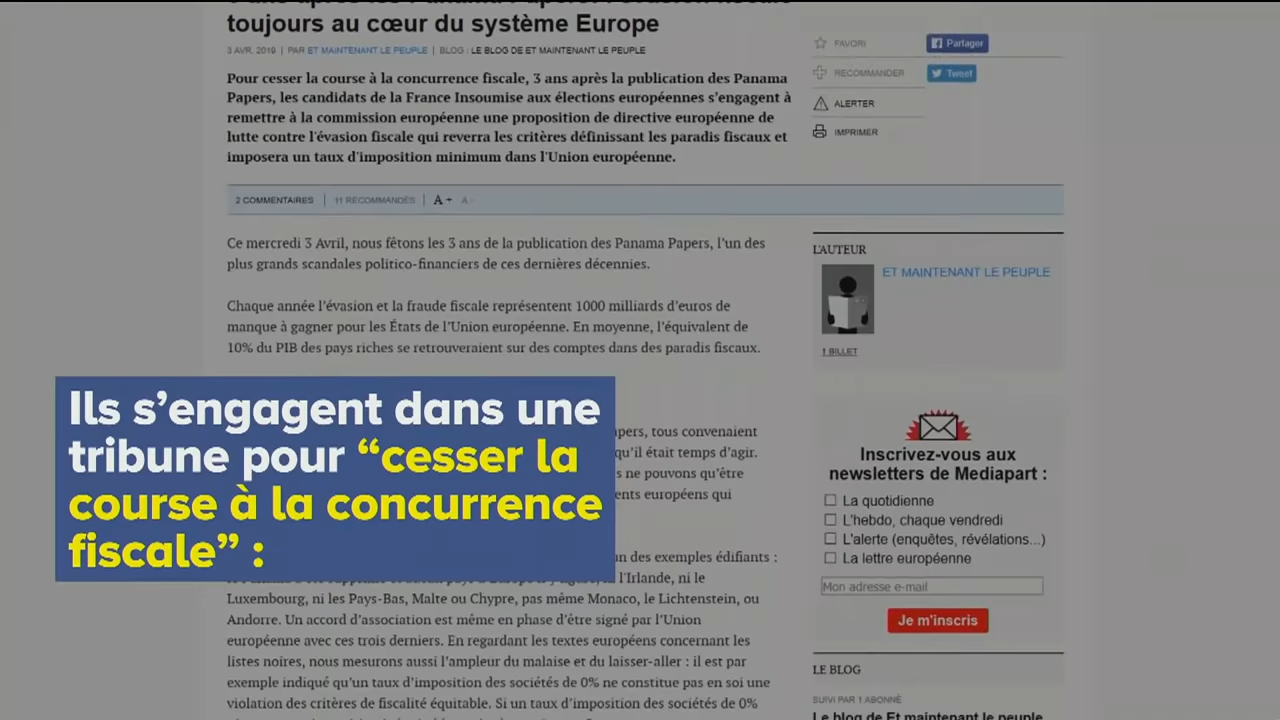 toujours au cœur du système Europe
3 AVR. 2019 | PAR ET MAINTENANT LE PEUPLE | BLOG : LE BLOG DE ET MAINTENANT LE PEUPLE
Pour cesser la course à la concurrence fiscale, 3 ans après la publication des Panama
Papers, les candidats de la France Insoumise aux élections européennes s'engagent à
remettre à la commission européenne une proposition de directive européenne de
lutte contre l'évasion fiscale qui reverra les critères définissant les paradis fiscaux et
imposera un taux d'imposition minimum dans l'Union européenne.
FAVORI
Partager
RECOMMANDER
Tweet
ALERTER
IMPRIMER
2 COMMENTAIRES | 11 RECOMMANDÉS | A + A -
Ce mercredi 3 Avril, nous fêtons les 3 ans de la publication des Panama Papers, l'un des
plus grands scandales politico-financiers de ces dernières décennies.
Chaque année l'évasion et la fraude fiscale représentent 1000 milliards d'euros de
manque à gagner pour les États de l'Union européenne. En moyenne, l'équivalent de
10% du PIB des pays riches se retrouveraient sur des comptes dans des paradis fiscaux.
L'AUTEUR
ET MAINTENANT LE PEUPLE
1 BILLET
Ils s'engagent dans une
tribune pour “cesser la
course à la concurrence
fiscale” :
tous convenaient
qu'il était temps d'agir.
ne pouvons qu'être
européens qui
des exemples édifiants :
l'Irlande, ni le
Luxembourg, ni les Pays-Bas, Malte ou Chypre, pas même Monaco, le Lichtenstein, ou
Andorre. Un accord d'association est même en phase d'être signé par l'Union
européenne avec ces trois derniers. En regardant les textes européens concernant les
listes noires, nous mesurons aussi l'ampleur du malaise et du laisser-aller : il est par
exemple indiqué qu'un taux d'imposition des sociétés de 0% ne constitue pas en soi une
violation des critères de fiscalité équitable. Si un taux d'imposition des sociétés de 0%
Inscrivez-vous aux
newsletters de Mediapart :
La quotidienne
L'hebdo, chaque vendredi
L'alerte (enquêtes, révélations...)
La lettre européenne
Mon adresse e-mail
Je m'inscris
LE BLOG
SUIVI PAR 1 ABONNÉ
Le blog de Et maintenant le peuple